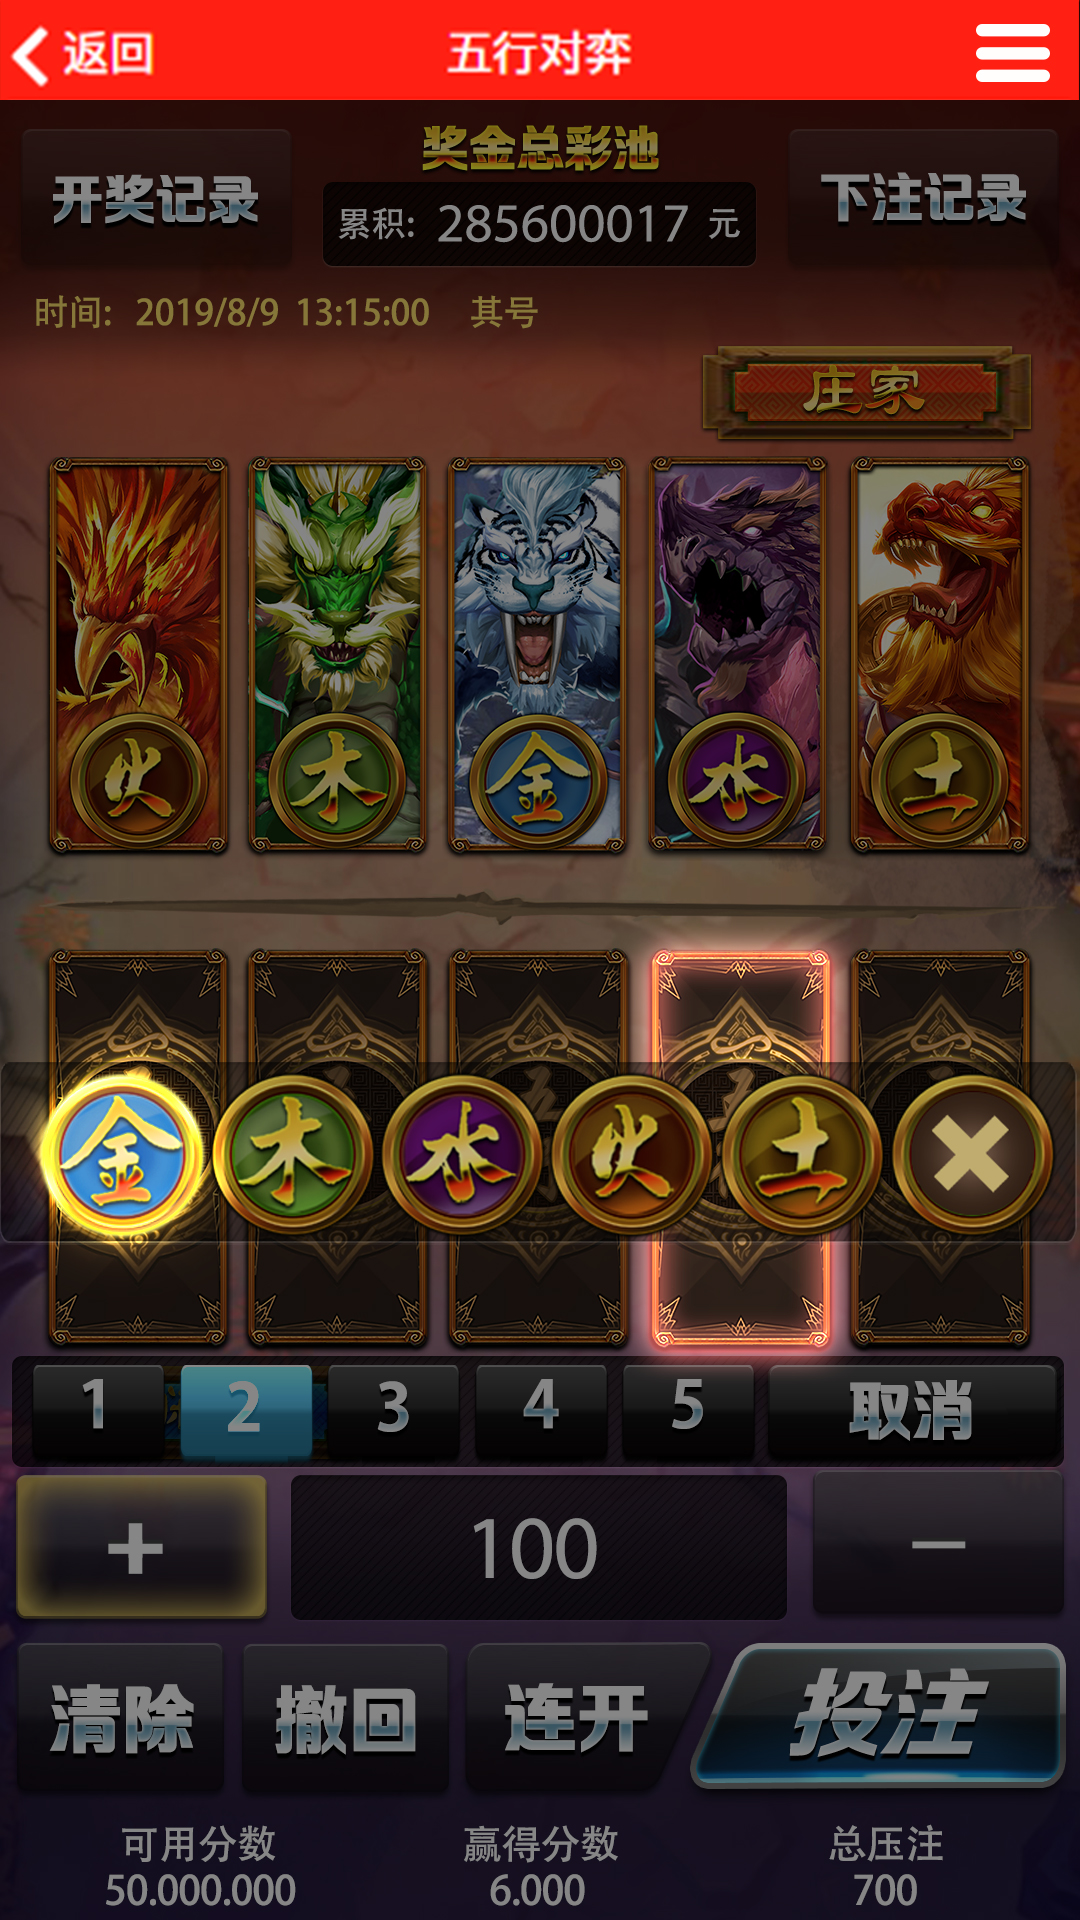 返回 五行对弈
奖金总彩池
开奖记录 下注记录
累积: 285600017 元
时间: 2019/8/9 13:15:00 其号
庄家
火 木 金 水 土
金 木 水 火 土
1 2 3 4 5 取消
+ 100 —
清除 撤回 连开 投注
可用分数 赢得分数 总压注
50.000.000 6.000 700